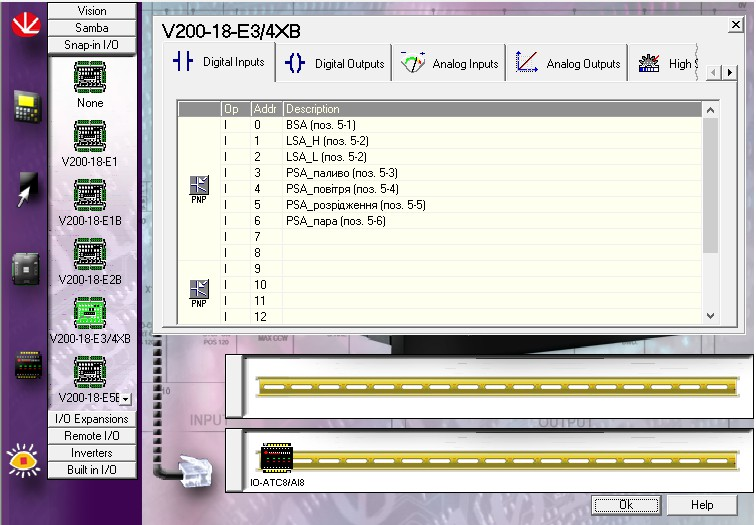 Vision
Samba
Snap-in I/O
None
V200-18-E1
V200-18-E1B
V200-18-E2B
V200-18-E3/4XB
V200-18-E5B
I/O Expansions
Remote I/O
Inverters
Built in I/O
V200-18-E3/4XB
Digital Inputs
Digital Outputs
Analog Inputs
Analog Outputs
High S
Op Addr Description
I 0 BSA (поз. 5-1)
I 1 LSA_H (поз. 5-2)
I 2 LSA_L (поз. 5-2)
I 3 PSA_паливо (поз. 5-3)
PNP
I 4 PSA_повітря (поз. 5-4)
I 5 PSA_розрідження (поз. 5-5)
I 6 PSA_пара (поз. 5-6)
I 7
I 8
I 9
PNP
I 10
I 11
I 12
POS 120
MAX CCW
INPUT
OUTPUT
IO-ATC8/AI8
Ok
Help